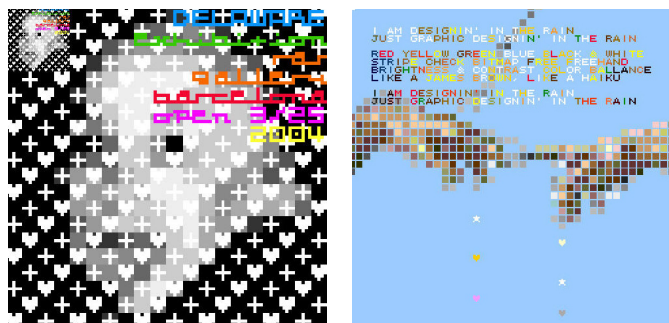 DELAWARE
exhibition
ras
gallery
barcelona
open 3/25
2004
I AM DESIGNIN' IN THE RAIN
JUST GRAPHIC DESIGNIN' IN THE RAIN
RED YELLOW GREEN BLUE BLACK & WHITE
STRIPE CHECK BITMAP FREE FREEHAND
BRIGHTNESS & CONTRAST COLOR BALLANCE
LIKE A JAMES BROWN, LIKE A HAIKU
I AM DESIGNIN' IN THE RAIN
JUST GRAPHIC DESIGNIN' IN THE RAIN